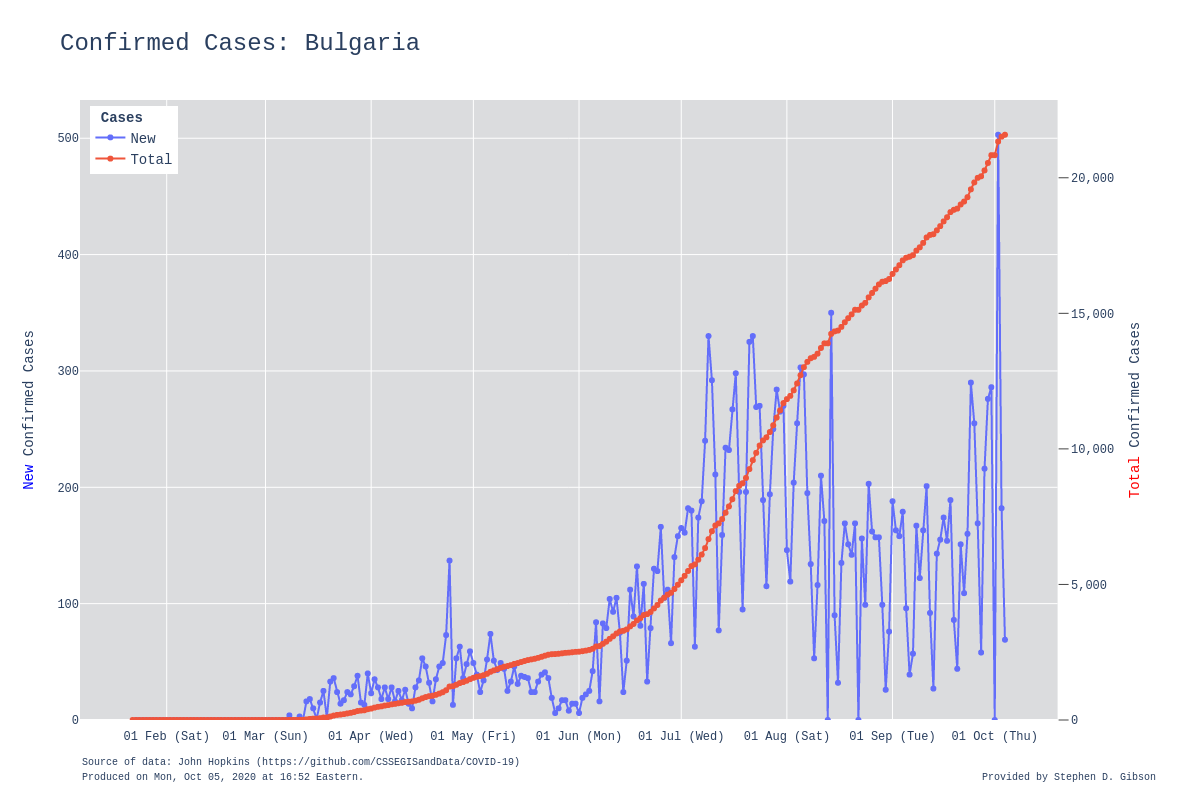 Confirmed Cases: Bulgaria
Cases
New
Total
500
400
300
200
100
0
20,000
15,000
10,000
5,000
0
New Confirmed Cases
Total Confirmed Cases
01 Feb (Sat) 01 Mar (Sun) 01 Apr (Wed) 01 May (Fri) 01 Jun (Mon) 01 Jul (Wed) 01 Aug (Sat) 01 Sep (Tue) 01 Oct (Thu)
Source of data: John Hopkins (https://github.com/CSSEGISandData/COVID-19)
Produced on Mon, Oct 05, 2020 at 16:52 Eastern.
Provided by Stephen D. Gibson